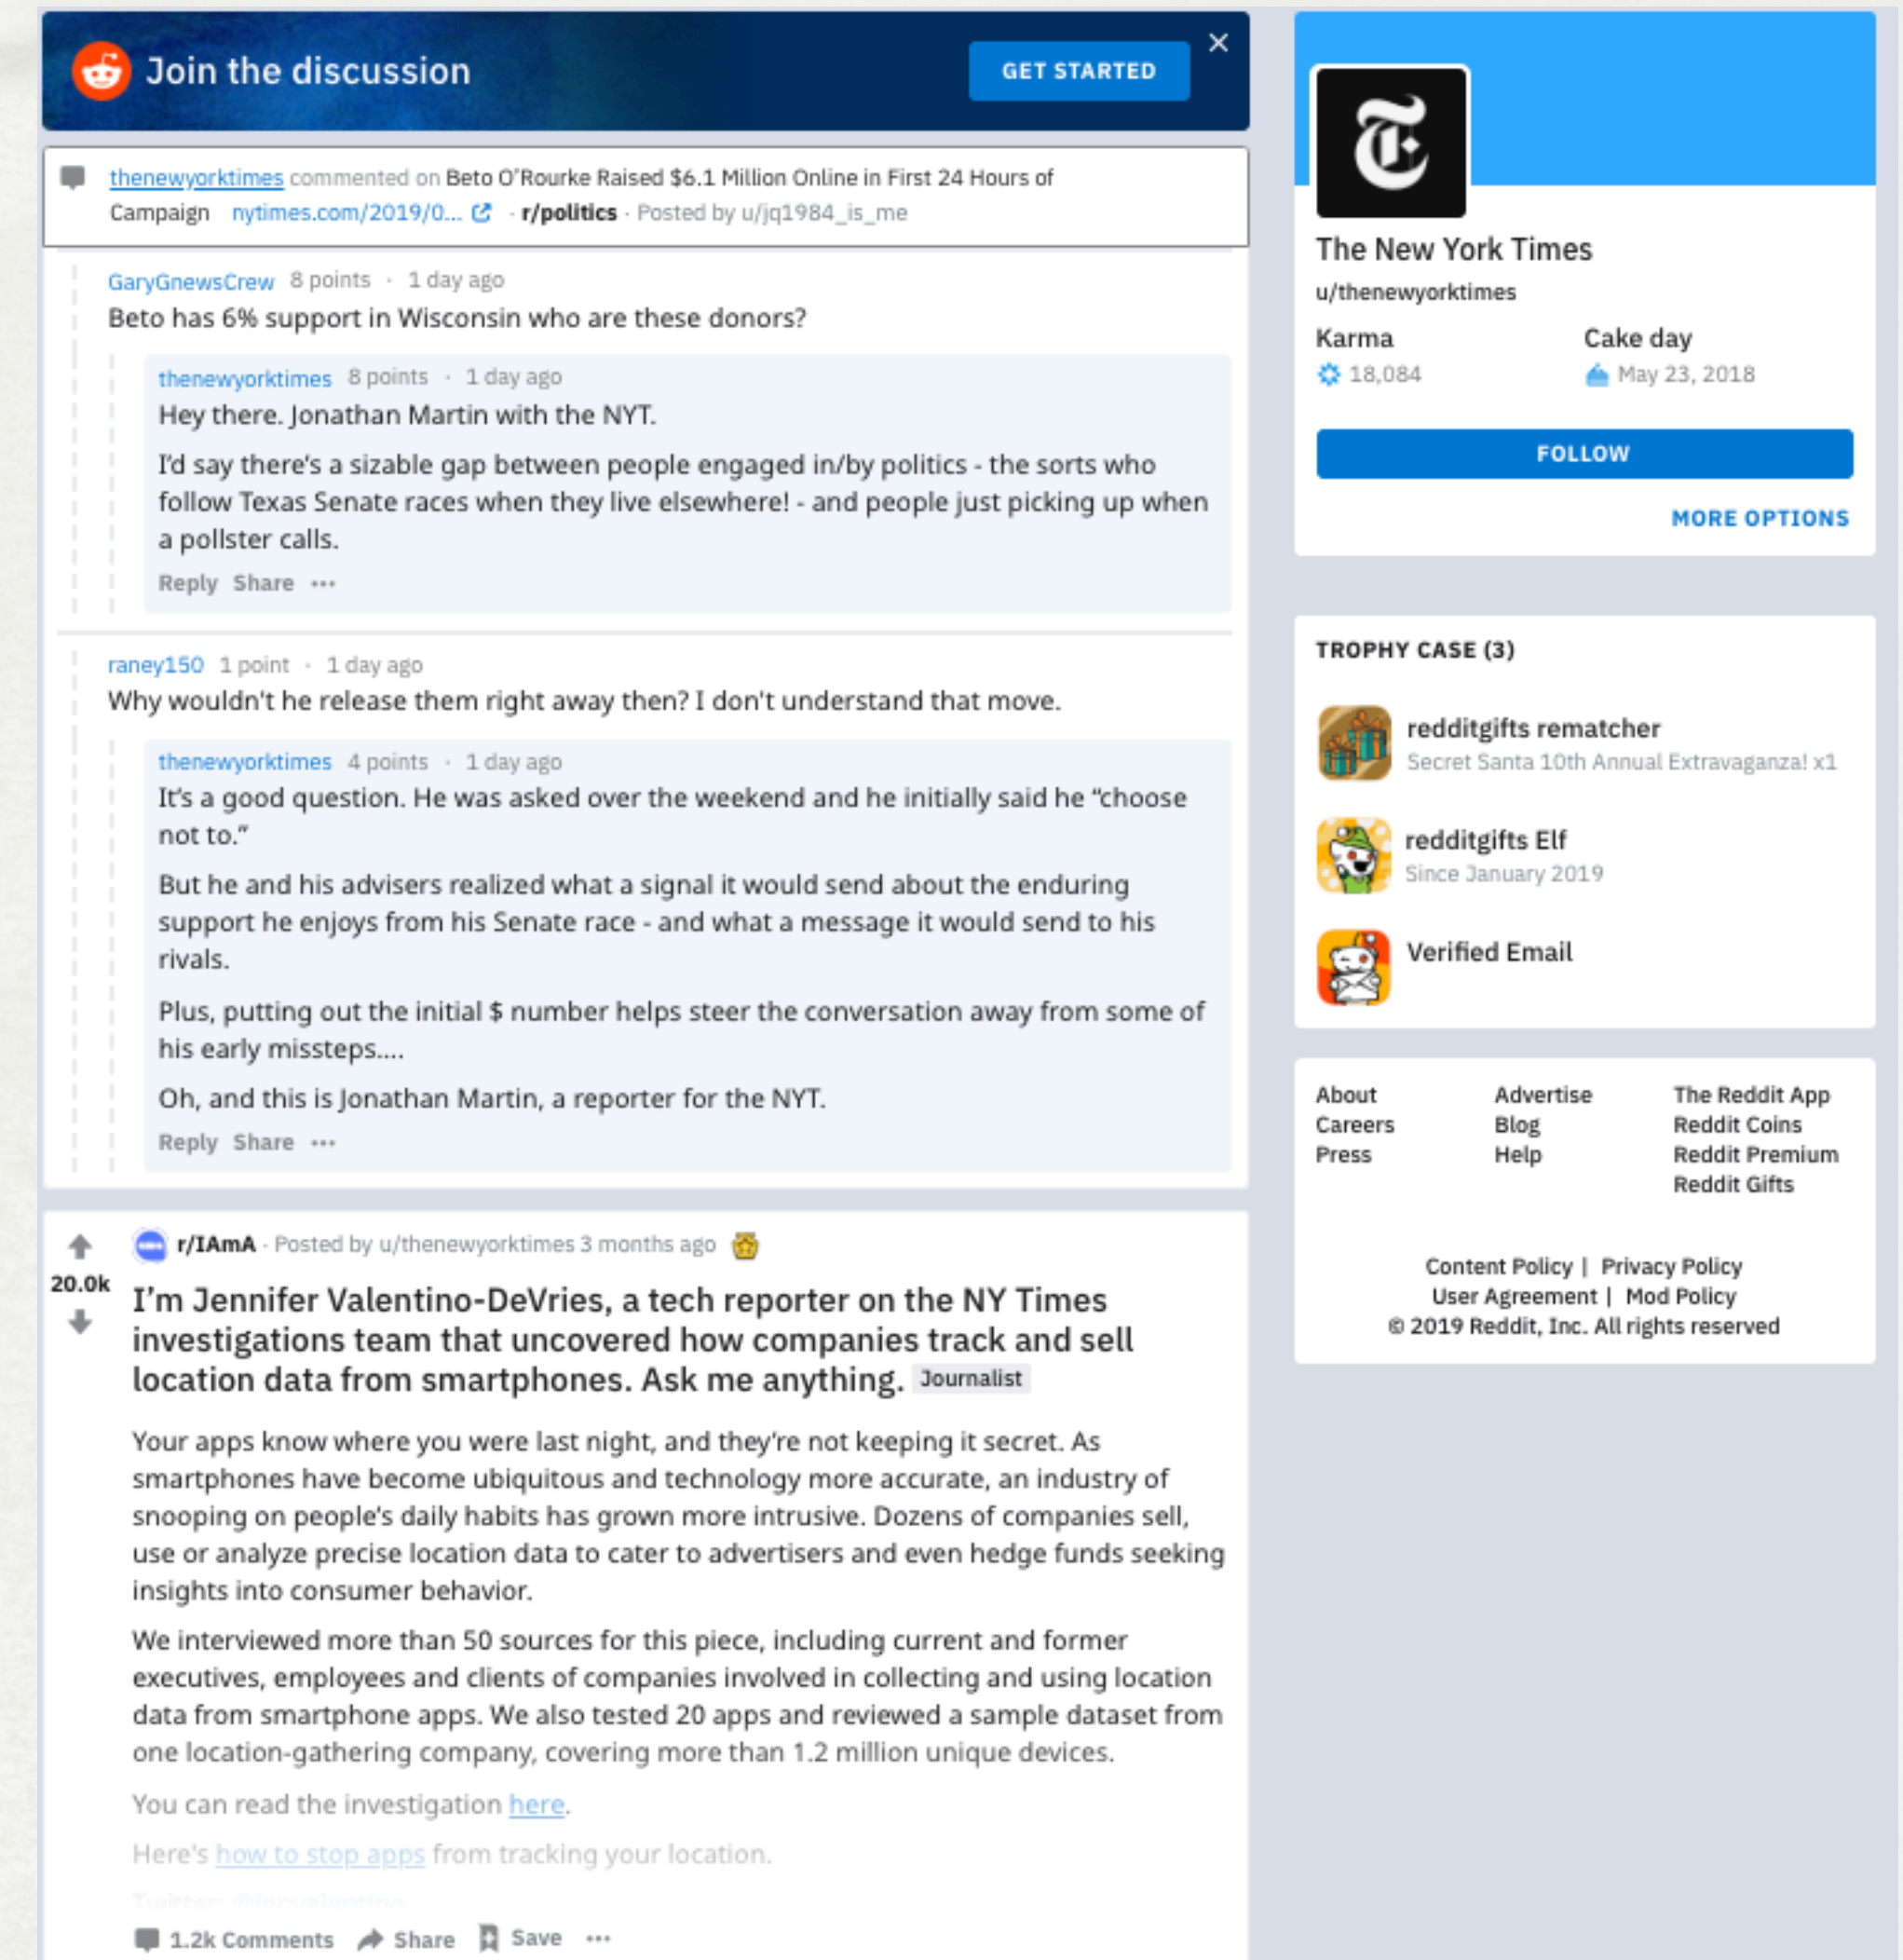 Join the discussion
GET STARTED
thenewyorktimes commented on Beto O'Rourke Raised $6.1 Million Online in First 24 Hours of
Campaign nytimes.com/2019/0... · r/politics · Posted by u/jq1984_is_me
GaryGnewsCrew 8 points · 1 day ago
Beto has 6% support in Wisconsin who are these donors?
thenewyorktimes 8 points · 1 day ago
Hey there. Jonathan Martin with the NYT.
I'd say there's a sizable gap between people engaged in/by politics - the sorts who
follow Texas Senate races when they live elsewhere! - and people just picking up when
a pollster calls.
Reply Share ...
raney150 1 point · 1 day ago
Why wouldn't he release them right away then? I don't understand that move.
thenewyorktimes 4 points · 1 day ago
It's a good question. He was asked over the weekend and he initially said he “choose
not to.”
But he and his advisers realized what a signal it would send about the enduring
support he enjoys from his Senate race - and what a message it would send to his
rivals.
Plus, putting out the initial $ number helps steer the conversation away from some of
his early missteps....
Oh, and this is Jonathan Martin, a reporter for the NYT.
Reply Share ...
20.0k
r/IAmA · Posted by u/thenewyorktimes 3 months ago
I'm Jennifer Valentino-DeVries, a tech reporter on the NY Times
investigations team that uncovered how companies track and sell
location data from smartphones. Ask me anything. Journalist
Your apps know where you were last night, and they're not keeping it secret. As
smartphones have become ubiquitous and technology more accurate, an industry of
snooping on people's daily habits has grown more intrusive. Dozens of companies sell,
use or analyze precise location data to cater to advertisers and even hedge funds seeking
insights into consumer behavior.
We interviewed more than 50 sources for this piece, including current and former
executives, employees and clients of companies involved in collecting and using location
data from smartphone apps. We also tested 20 apps and reviewed a sample dataset from
one location-gathering company, covering more than 1.2 million unique devices.
You can read the investigation here.
Here's how to stop apps from tracking your location.
Twitter: @jenvalentino
1.2k Comments Share Save ...
T
The New York Times
u/thenewyorktimes
Karma Cake day
18,084 May 23, 2018
FOLLOW
MORE OPTIONS
TROPHY CASE (3)
redditgifts rematcher
Secret Santa 10th Annual Extravaganza! x1
redditgifts Elf
Since January 2019
Verified Email
About Advertise The Reddit App
Careers Blog Reddit Coins
Press Help Reddit Premium
Reddit Gifts
Content Policy | Privacy Policy
User Agreement | Mod Policy
© 2019 Reddit, Inc. All rights reserved